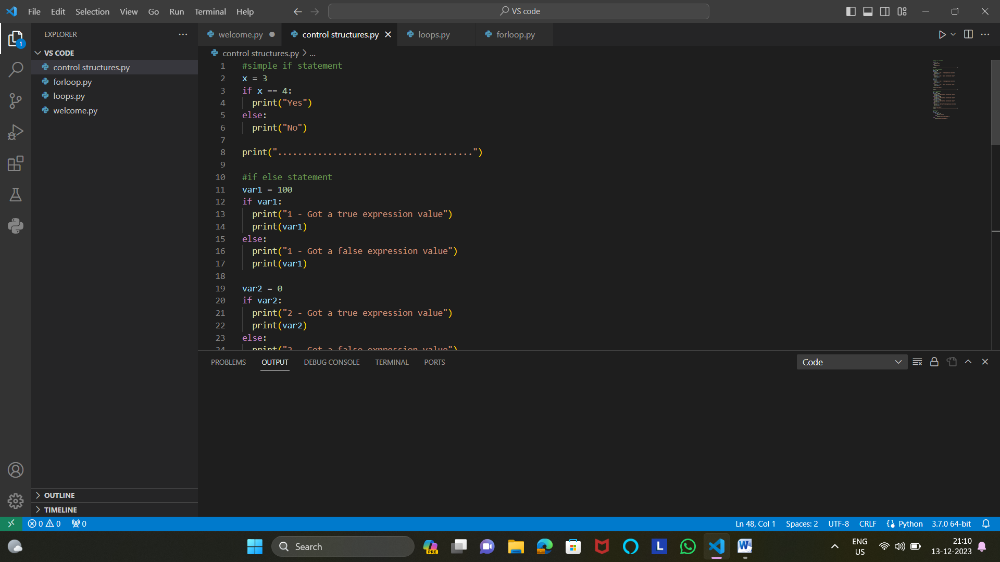 File Edit Selection View Go Run Terminal Help
VS code
EXPLORER
1
VS CODE
control structures.py
forloop.py
loops.py
welcome.py
OUTLINE
TIMELINE
welcome.py
control structures.py
loops.py
forloop.py
control structures.py > ...
1 #simple if statement
2 x = 3
3 if x == 4:
4 print("Yes")
5 else:
6 print("No")
7
8 print(".......................................")
9
10 #if else statement
11 var1 = 100
12 if var1:
13 print("1 - Got a true expression value")
14 print(var1)
15 else:
16 print("1 - Got a false expression value")
17 print(var1)
18
19 var2 = 0
20 if var2:
21 print("2 - Got a true expression value")
22 print(var2)
23 else:
24 print("2 - Got a false expression value")
PROBLEMS OUTPUT DEBUG CONSOLE TERMINAL PORTS
Code
0 0 0
Ln 48, Col 1 Spaces: 2 UTF-8 CRLF Python 3.7.0 64-bit
Search
PRE
L
W
ENG
US
21:10
13-12-2023